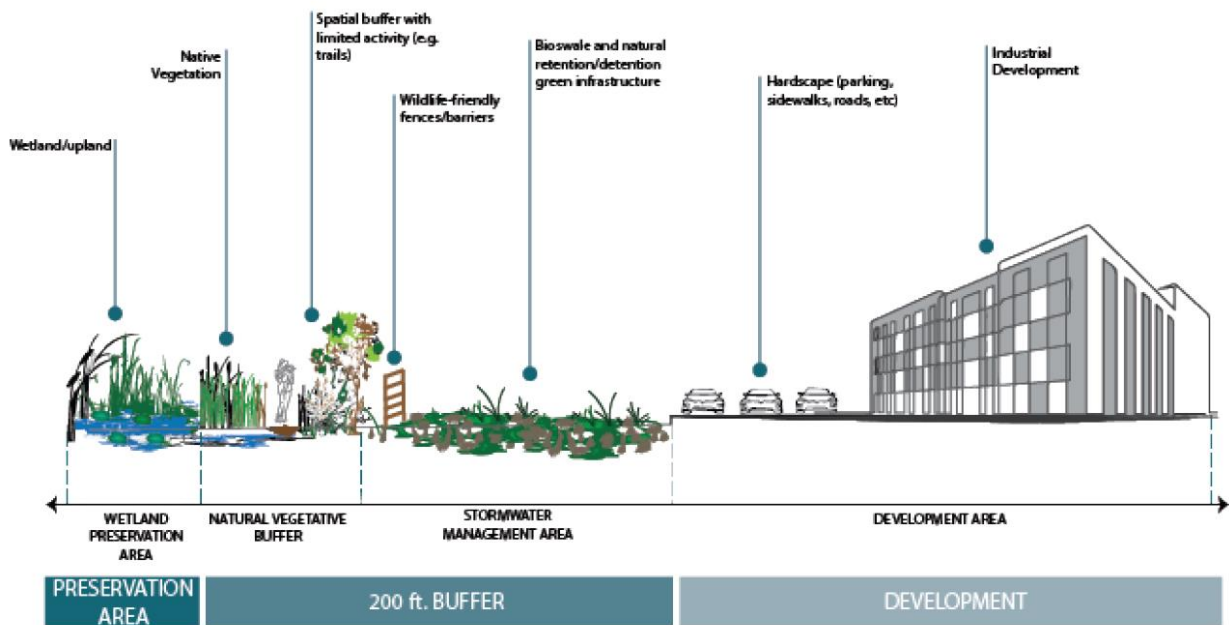 Spatial buffer with
limited activity (e.g.
trails)
Native
Vegetation
Bioswale and natural
retention/detention
green infrastructure
Industrial
Development
Hardscape (parking,
sidewalks, roads, etc)
Wildlife-friendly
fences/barriers
Wetland/upland
WETLAND
PRESERVATION
AREA
NATURAL VEGETATIVE
BUFFER
STORMWATER
MANAGEMENT AREA
DEVELOPMENT AREA
PRESERVATION
AREA
200 ft. BUFFER
DEVELOPMENT